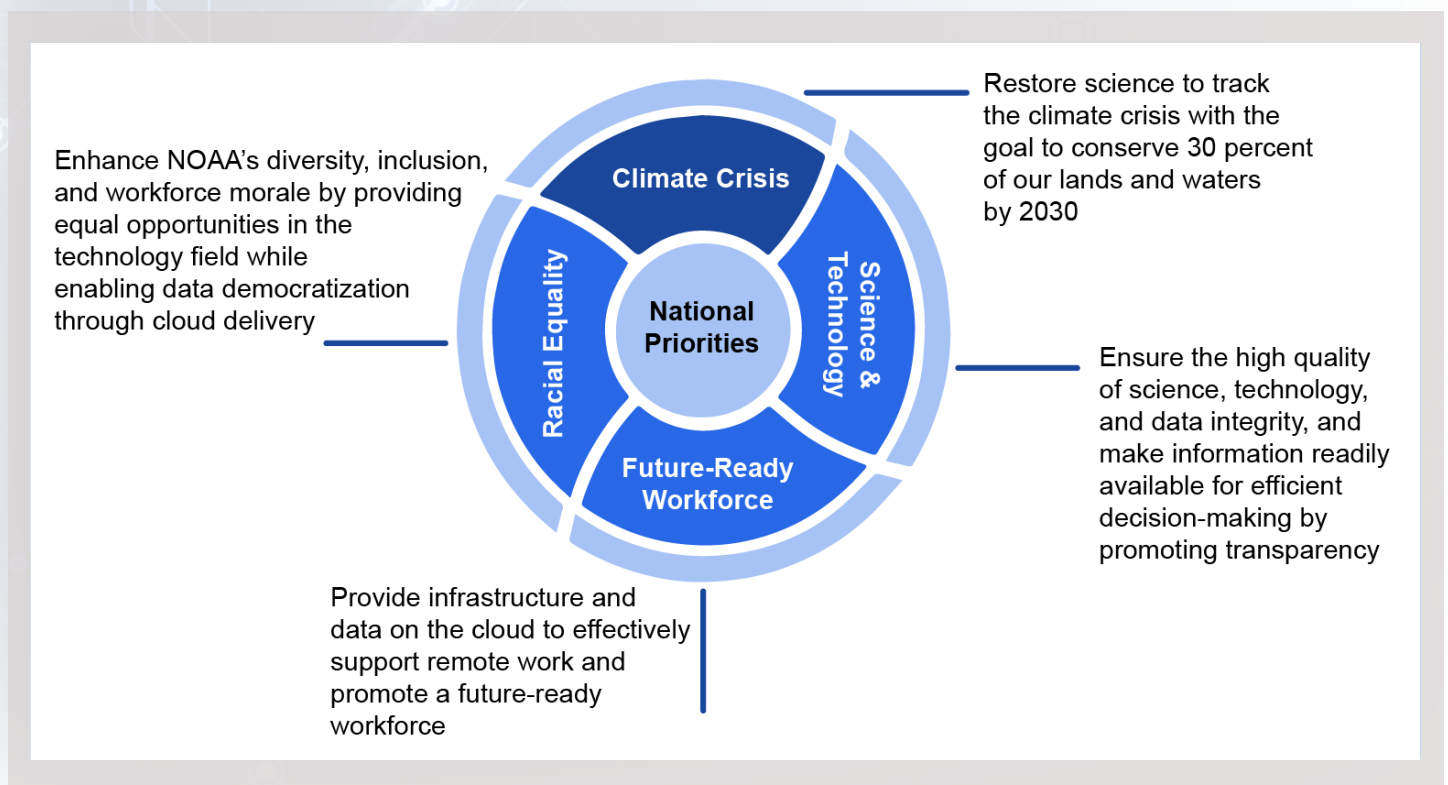 Restore science to track
the climate crisis with the
goal to conserve 30 percent
of our lands and waters
by 2030
Enhance NOAA's diversity, inclusion,
and workforce morale by providing
equal opportunities in the
technology field while
enabling data democratization
through cloud delivery
Climate Crisis
Science &
Technology
Racial Equality
National
Priorities
Future-Ready
Workforce
Ensure the high quality
of science, technology,
and data integrity, and
make information readily
available for efficient
decision-making by
promoting transparency
Provide infrastructure and
data on the cloud to effectively
support remote work and
promote a future-ready
workforce